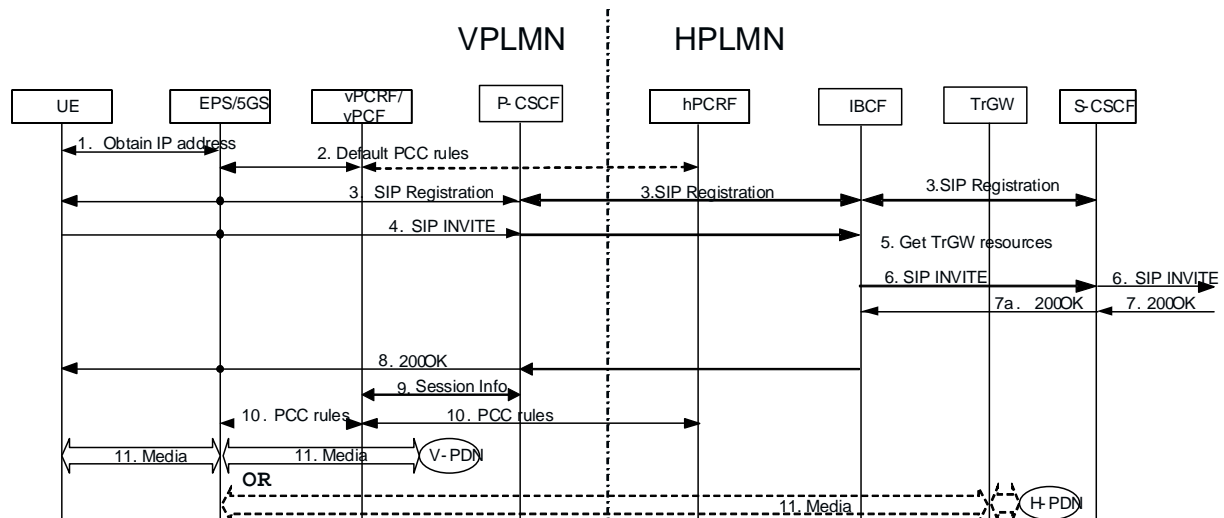 VPLMN
HPLMN
UE
EPS/5GS
vPCRF/
vPCF
P-CSCF
hPCRF
IBCF
TrGW
S-CSCF
1. Obtain IP address
2. Default PCC rules
3. SIP Registration
3.SIP Registration
3.SIP Registration
4. SIP INVITE
5. Get TrGW resources
6. SIP INVITE
6. SIP INVITE
7a. 200OK
7. 200OK
8. 200OK
9. Session Info
10. PCC rules
10. PCC rules
11. Media
11. Media
V-PDN
OR
11. Media
H-PDN